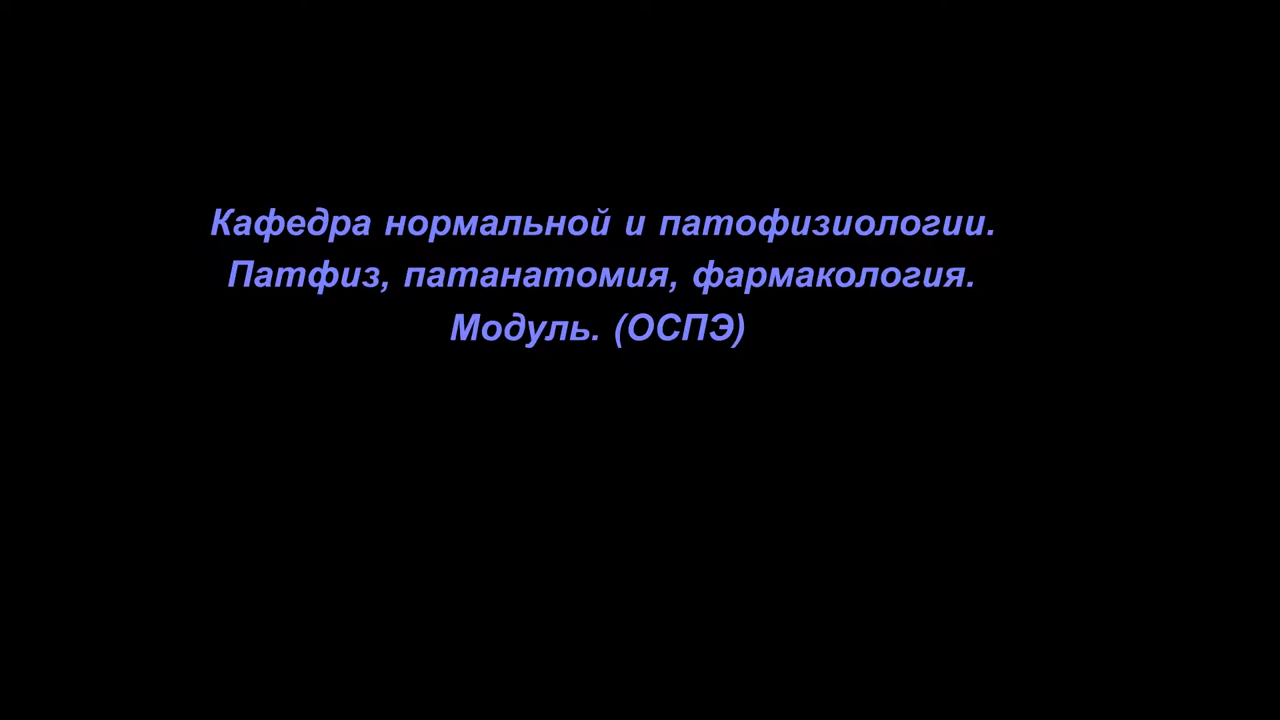 Кафедра нормальной и патофизиологии.
Патфиз, патанатомия, фармакология.
Модуль. (ОСПЭ)